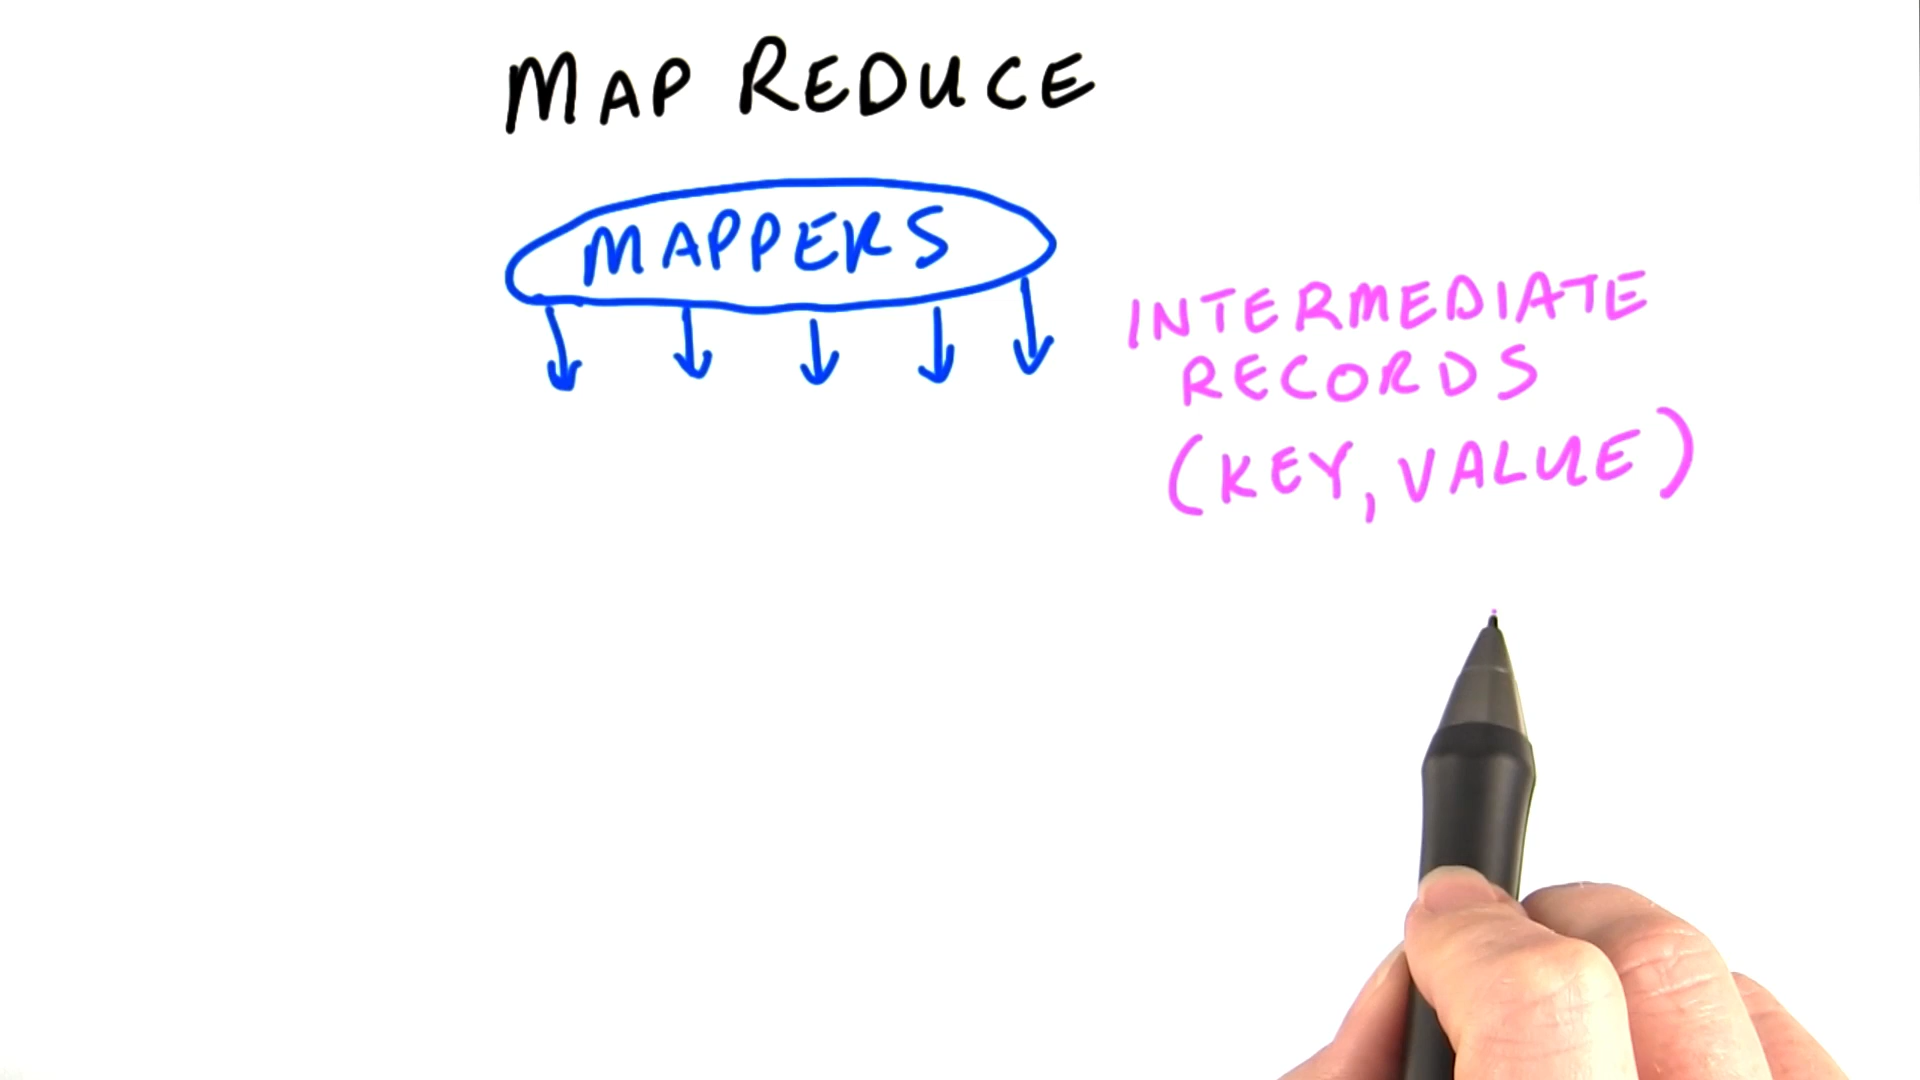 MAP REDUCE
MAPPERS
INTERMEDIATE
RECORDS
(KEY, VALUE)